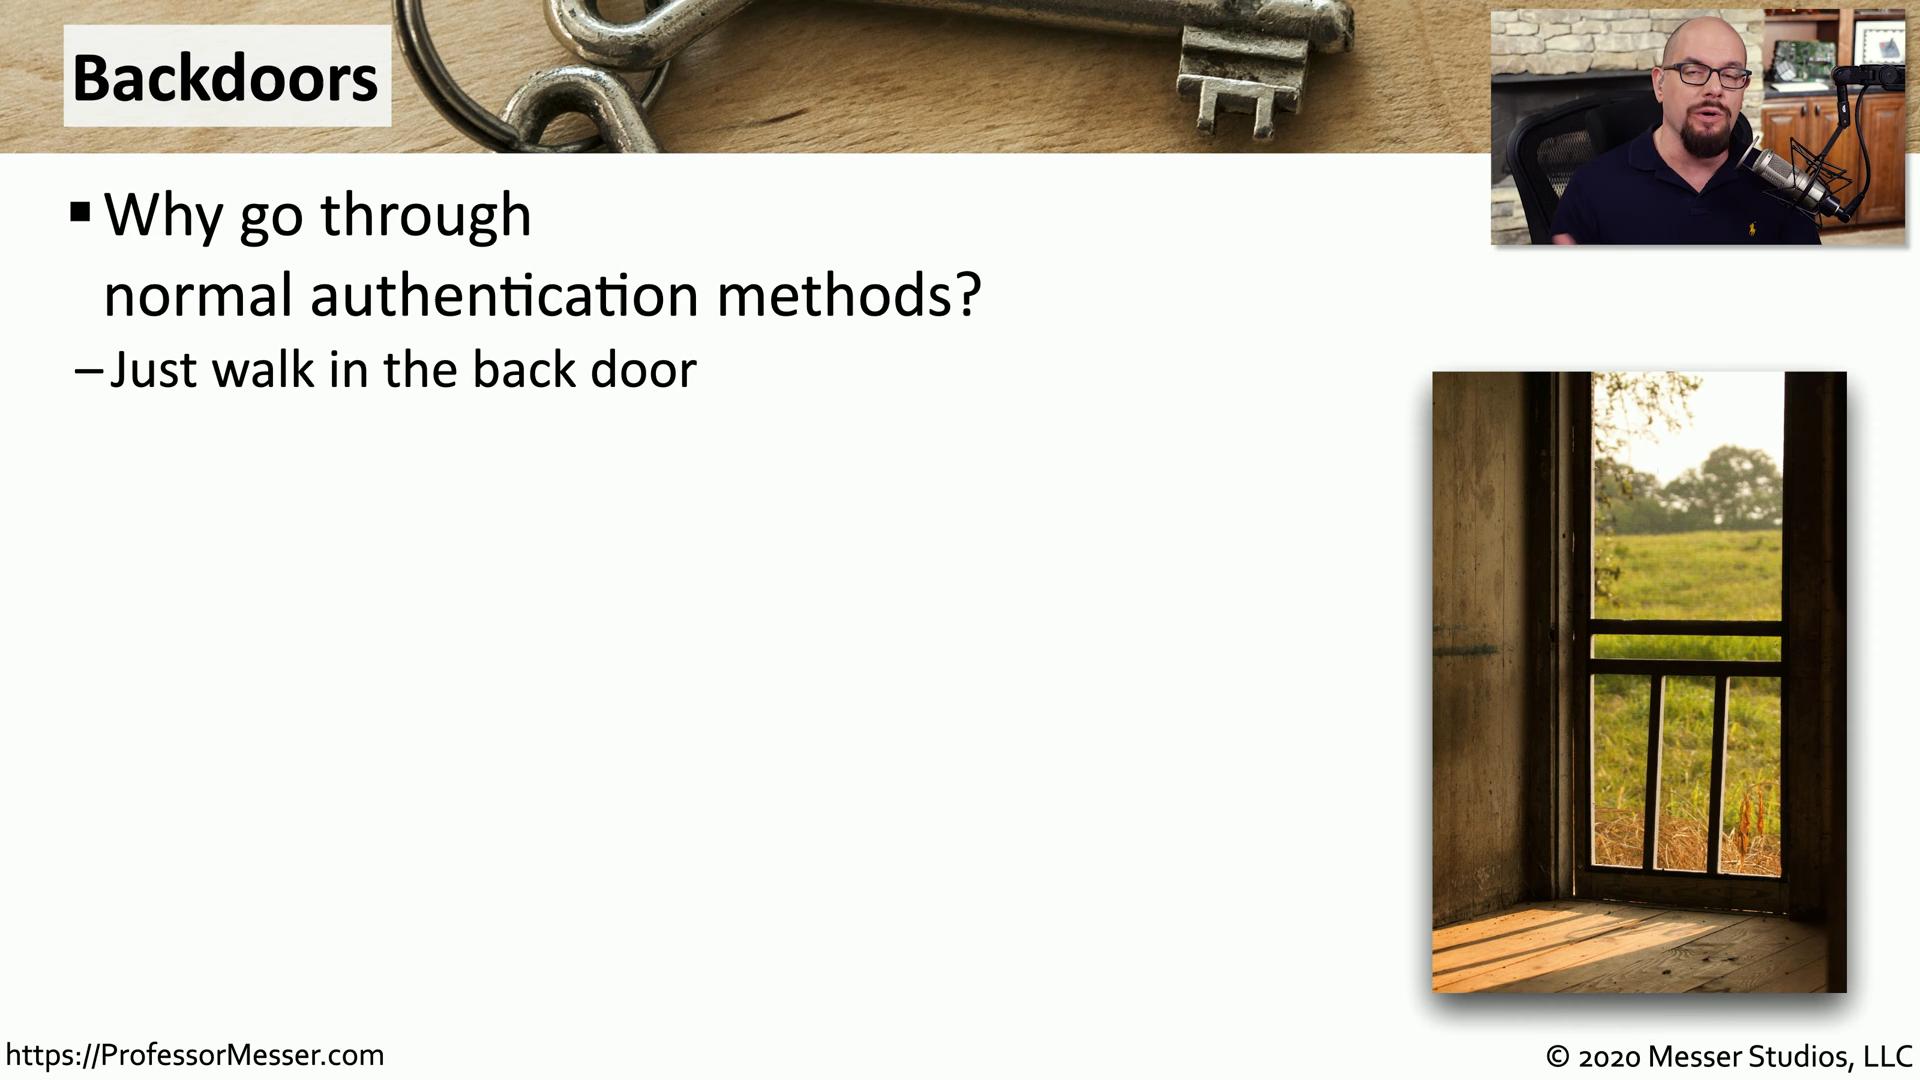 Backdoors
▪ Why go through
normal authentication methods?
– Just walk in the back door
https://ProfessorMesser.com
© 2020 Messer Studios, LLC